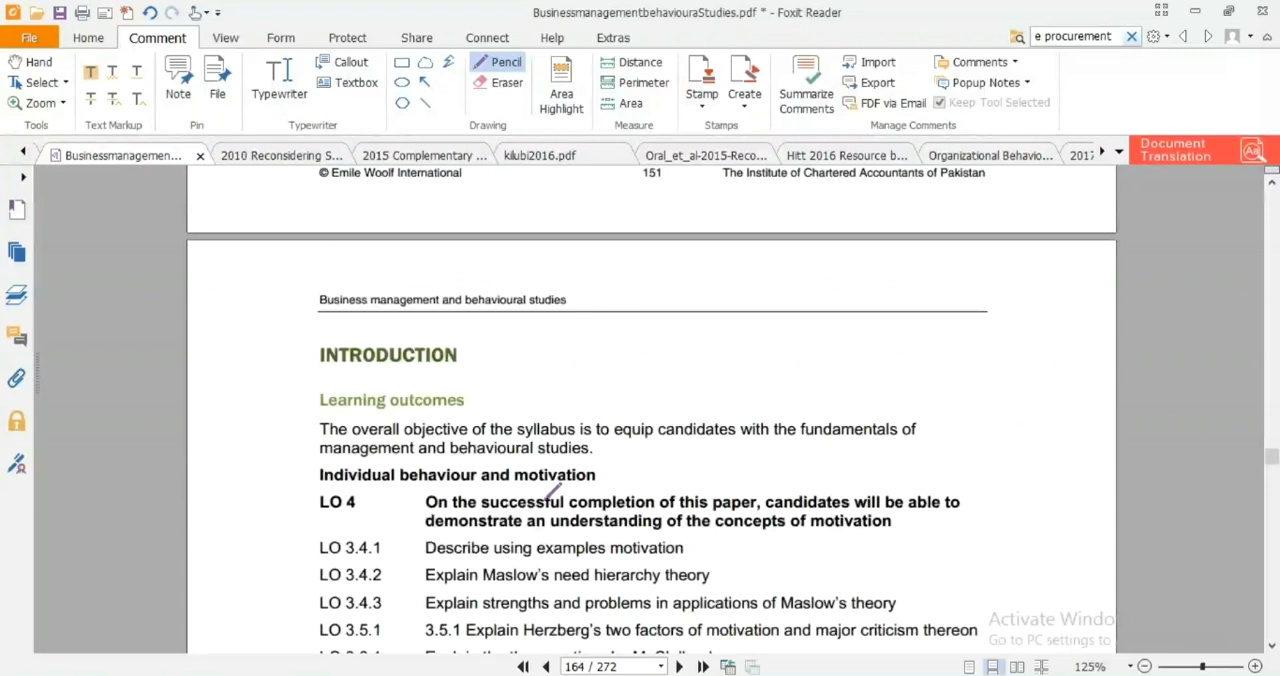 BusinessmanagementbehaviouraStudies.pdf * - Foxit Reader
File Home Comment View Form Protect Share Connect Help Extras
e procurement
Hand
Select
Zoom
Tools
Text Markup
Note
File
Pin
Typewriter
Callout
Textbox
Typewriter
Pencil
Eraser
Drawing
Area
Highlight
Distance
Perimeter
Area
Measure
Stamp
Create
Stamps
Summarize
Comments
Import
Export
FDF via Email
Comments
Popup Notes
Keep Tool Selected
Manage Comments
Businessmanagemen...
2010 Reconsidering S...
2015 Complementary ...
kilubi2016.pdf
Oral_et_al-2015-Reco...
Hitt 2016 Resource b...
Organizational Behavio...
2017
Document
Translation
© Emile Woolf International 151 The Institute of Chartered Accountants of Pakistan
Business management and behavioural studies
INTRODUCTION
Learning outcomes
The overall objective of the syllabus is to equip candidates with the fundamentals of
management and behavioural studies.
Individual behaviour and motivation
LO 4 On the successful completion of this paper, candidates will be able to
demonstrate an understanding of the concepts of motivation
LO 3.4.1 Describe using examples motivation
LO 3.4.2 Explain Maslow's need hierarchy theory
LO 3.4.3 Explain strengths and problems in applications of Maslow's theory
LO 3.5.1 3.5.1 Explain Herzberg's two factors of motivation and major criticism thereon
Activate Windo
Go to PC settings to
164 / 272
125%